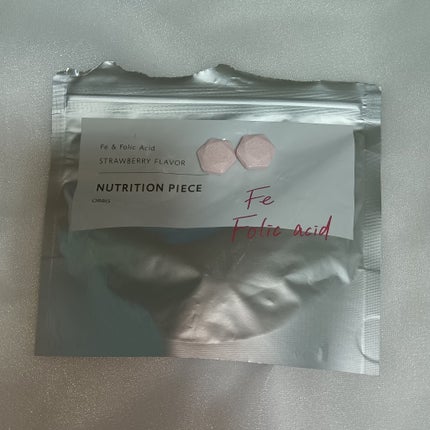 Fe & Folic Acid
STRAWBERRY FLAVOR
NUTRITION PIECE
Fe
Folic acid